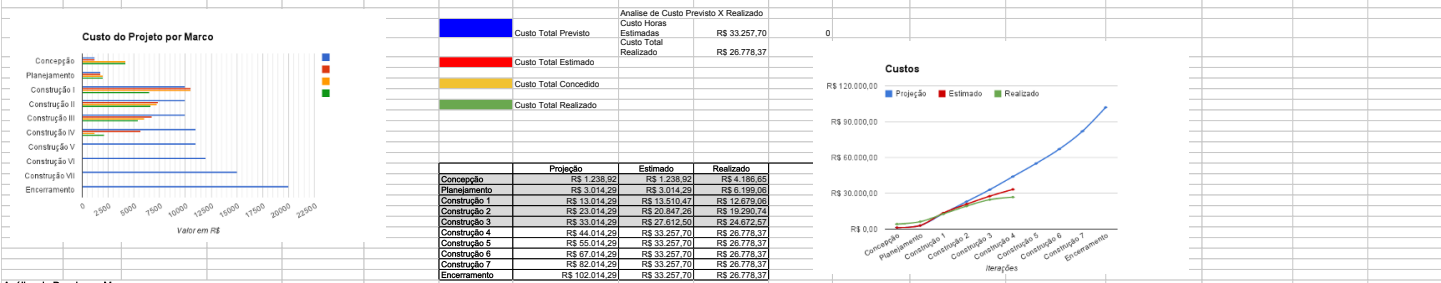 Custo do Projeto por Marco
Concepção
Planejamento
Construção I
Construção II
Construção III
Construção IV
Construção V
Construção VI
Construção VII
Encerramento
0 2500 5000 7500 10000 12500 15000 17500 20000 22500
Valor em R$
Analise de Custo Previsto X Realizado
Custo Total Previsto
Custo Horas
Estimadas R$ 33.257,70 0
Custo Total
Realizado R$ 26.778,37
Custo Total Estimado
Custo Total Concedido
Custo Total Realizado
Projeção Estimado Realizado
Concepção R$ 1.238,92 R$ 1.238,92 R$ 4.186,65
Planejamento R$ 3.014,29 R$ 3.014,29 R$ 6.199,06
Construção 1 R$ 13.014,29 R$ 13.510,47 R$ 12.679,06
Construção 2 R$ 23.014,29 R$ 20.847,26 R$ 19.290,74
Construção 3 R$ 33.014,29 R$ 27.612,50 R$ 24.672,57
Construção 4 R$ 44.014,29 R$ 33.257,70 R$ 26.778,37
Construção 5 R$ 55.014,29 R$ 33.257,70 R$ 26.778,37
Construção 6 R$ 67.014,29 R$ 33.257,70 R$ 26.778,37
Construção 7 R$ 82.014,29 R$ 33.257,70 R$ 26.778,37
Encerramento R$ 102.014,29 R$ 33.257,70 R$ 26.778,37
Custos
Projeção Estimado Realizado
R$ 120.000,00
R$ 90.000,00
R$ 60.000,00
R$ 30.000,00
R$ 0,00
Concepção
Planejamento
Construção 1
Construção 2
Construção 3
Construção 4
Construção 5
Construção 6
Construção 7
Encerramento
Iterações